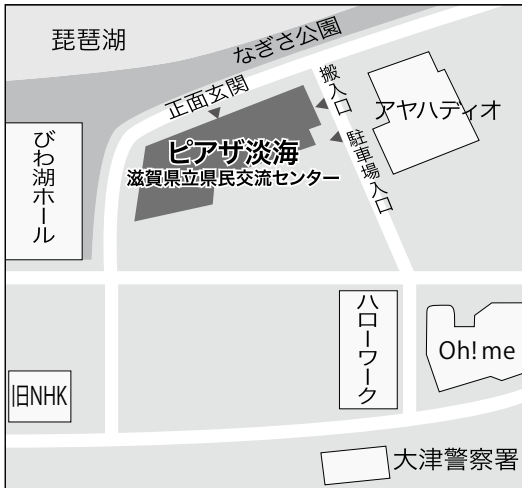 琵琶湖
なぎさ公園
正面玄関
搬入口
アヤハディオ
びわ湖ホール
ピアザ淡海
滋賀県立県民交流センター
駐車場入口
ハローワーク
Oh!me
旧NHK
大津警察署